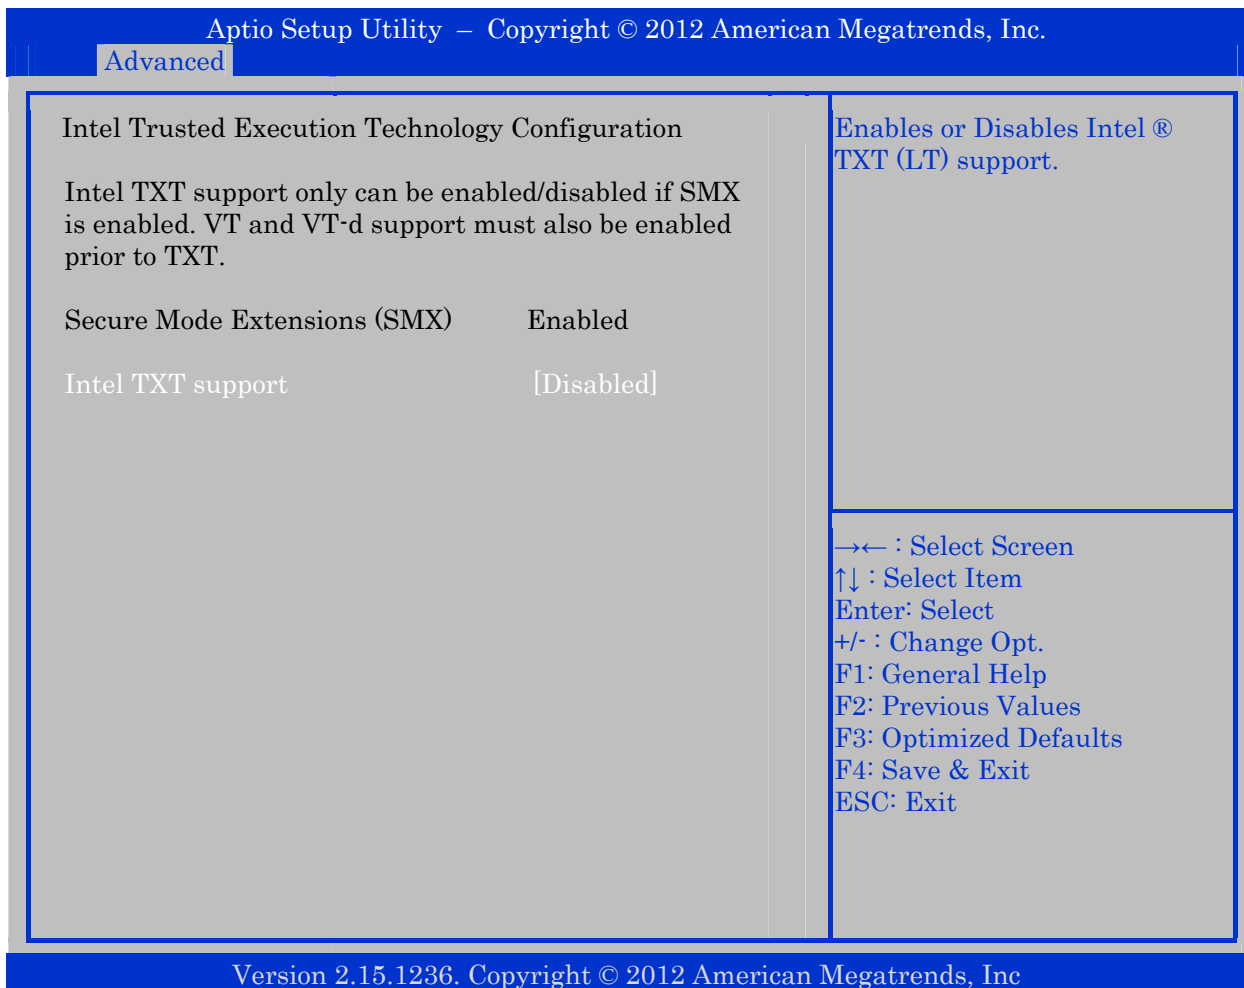 Aptio Setup Utility – Copyright © 2012 American Megatrends, Inc.
Advanced
Intel Trusted Execution Technology Configuration
Intel TXT support only can be enabled/disabled if SMX
is enabled. VT and VT-d support must also be enabled
prior to TXT.
Secure Mode Extensions (SMX) Enabled
Intel TXT support [Disabled]
Enables or Disables Intel ®
TXT (LT) support.
→← : Select Screen
↑↓ : Select Item
Enter: Select
+/- : Change Opt.
F1: General Help
F2: Previous Values
F3: Optimized Defaults
F4: Save & Exit
ESC: Exit
Version 2.15.1236. Copyright © 2012 American Megatrends, Inc